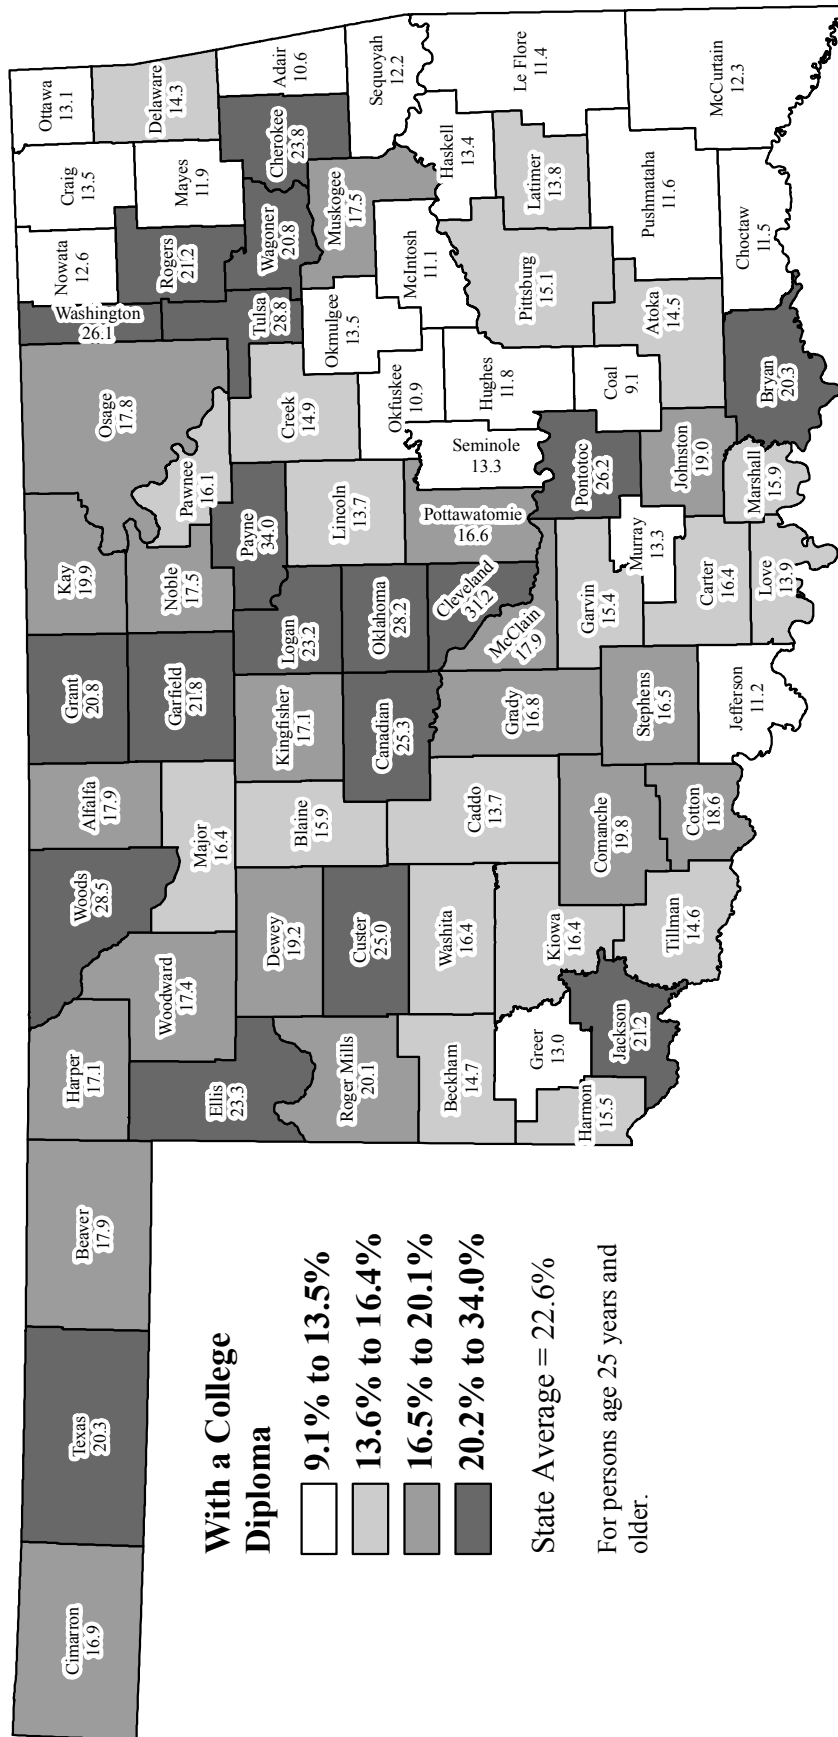 Cimarron
16.9
Texas
20.3
Beaver
17.9
Harper
17.1
Woods
28.5
Alfalfa
17.9
Grant
20.8
Kay
19.9
Osage
17.8
Washington
26.1
Nowata
12.6
Craig
13.5
Ottawa
13.1
Ellis
23.3
Woodward
17.4
Major
16.4
Garfield
21.8
Noble
17.5
Pawnee
16.1
Rogers
21.2
Mayes
11.9
Delaware
14.3
Roger Mills
20.1
Dewey
19.2
Blaine
15.9
Kingfisher
17.1
Logan
23.2
Payne
34.0
Creek
14.9
Tulsa
28.8
Wagoner
20.8
Cherokee
23.8
Adair
10.6
Custer
25.0
Canadian
25.3
Oklahoma
28.2
Lincoln
13.7
Okfuskee
10.9
Okmulgee
13.5
Muskogee
17.5
Sequoyah
12.2
Beckham
14.7
Washita
16.4
Caddo
13.7
Grady
16.8
McClain
17.9
Cleveland
31.2
Pottawatomie
16.6
Seminole
13.3
Hughes
11.8
McIntosh
11.1
Haskell
13.4
Le Flore
11.4
Harmon
15.5
Greer
13.0
Kiowa
16.4
Comanche
19.8
Stephens
16.5
Garvin
15.4
Murray
13.3
Pontotoc
26.2
Coal
9.1
Pittsburg
15.1
Latimer
13.8
Jackson
21.2
Tillman
14.6
Cotton
18.6
Jefferson
11.2
Carter
16.4
Love
13.9
Johnston
19.0
Marshall
15.9
Atoka
14.5
Bryan
20.3
Pushmataha
11.6
Choctaw
11.5
McCurtain
12.3
With a College
Diploma
9.1% to 13.5%
13.6% to 16.4%
16.5% to 20.1%
20.2% to 34.0%
State Average = 22.6%
For persons age 25 years and
older.